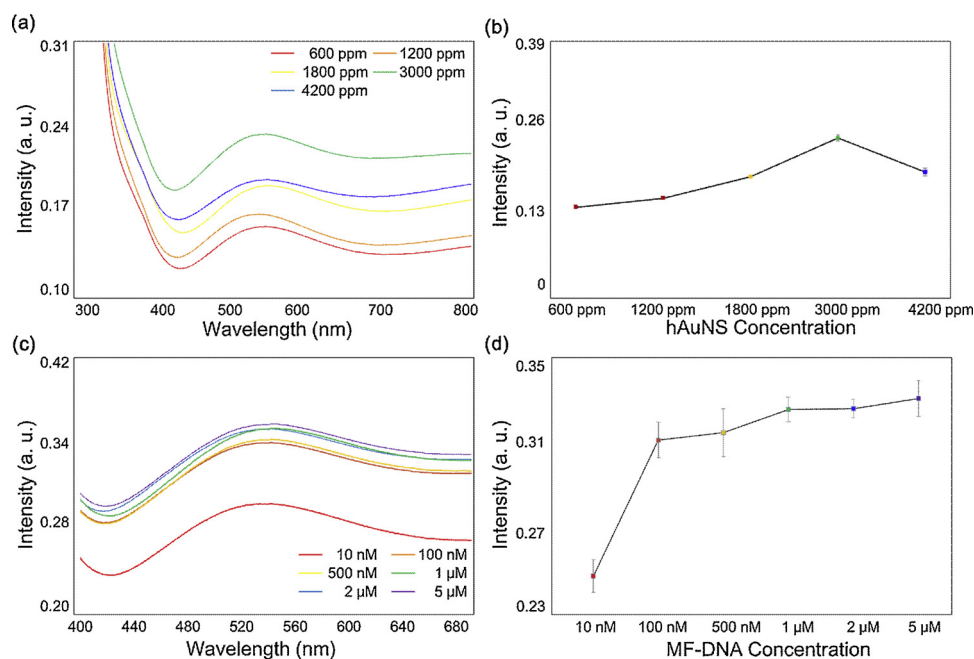 (a)
0.31
0.24
0.17
0.10
Intensity (a. u.)
600 ppm
1200 ppm
1800 ppm
3000 ppm
4200 ppm
300
400
500
600
700
800
Wavelength (nm)
(b)
0.39
0.26
0.13
0
Intensity (a. u.)
600 ppm
1200 ppm
1800 ppm
3000 ppm
4200 ppm
hAuNS Concentration
(c)
0.42
0.34
0.28
0.20
Intensity (a. u.)
10 nM
100 nM
500 nM
1 µM
2 µM
5 µM
400
440
480
520
560
600
640
680
Wavelength (nm)
(d)
0.35
0.31
0.27
0.23
Intensity (a. u.)
10 nM
100 nM
500 nM
1 µM
2 µM
5 µM
MF-DNA Concentration